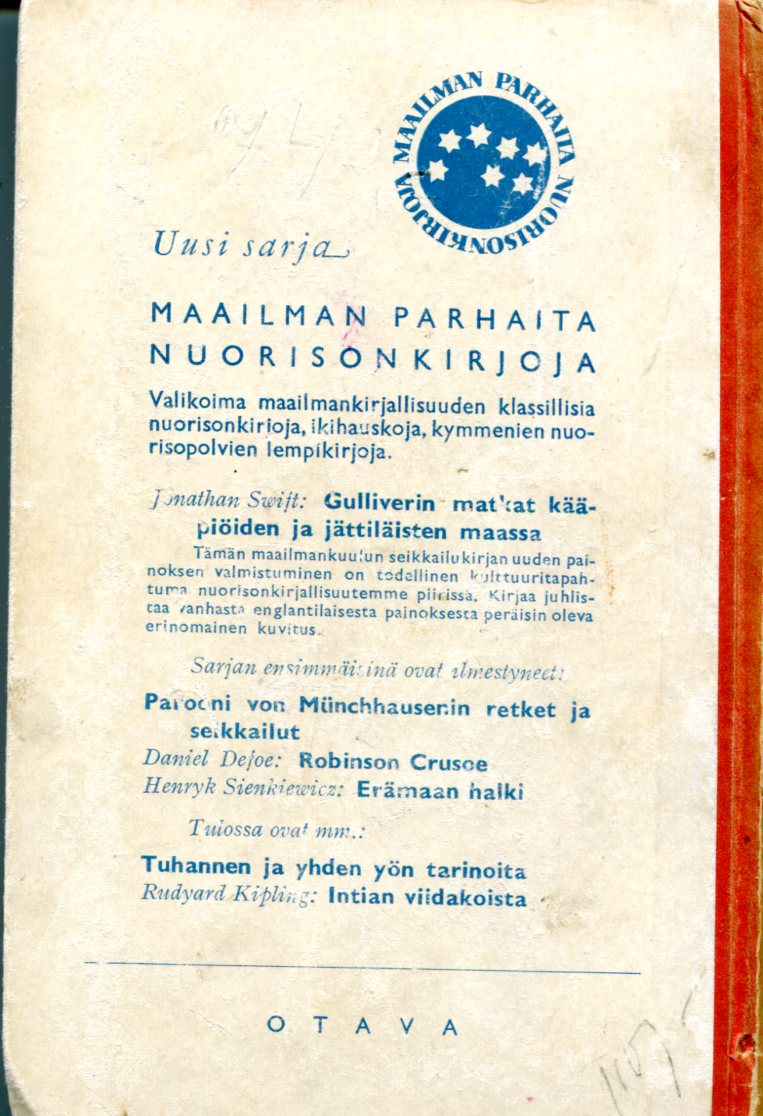 MAAILMAN PARHAITA NUORISONKIRJOJA
Uusi sarja
MAAILMAN PARHAITA
NUORISONKIRJOJA
Valikoima maailmankirjallisuuden klassillisia
nuorisonkirjoja, ikihauskoja, kymmenien nuo-
risopolvien lempikirjoja.
Jonathan Swift: Gulliverin matkat kää-
piöiden ja jättiläisten maassa
Tämän maailmankuulun seikkailukirjan uuden pai-
noksen valmistuminen on todellinen kulttuuritapah-
tuma nuorisonkirjallisuutemme piirissä. Kirjaa juhlis-
taa vanhasta englantilaisesta painoksesta peräisin oleva
erinomainen kuvitus.
Sarjan ensimmäisinä ovat ilmestyneet:
Parooni von Münchhausenin retket ja
seikkailut
Daniel Defoe: Robinson Crusoe
Henryk Sienkiewicz: Erämaan halki
Tulossa ovat mm.:
Tuhannen ja yhden yön tarinoita
Rudyard Kipling: Intian viidakoista
OTAVA